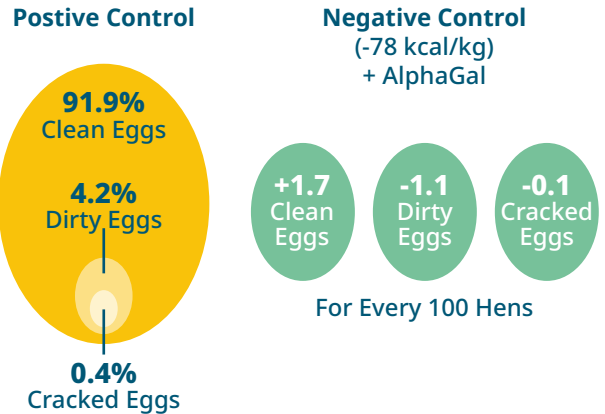 Postive Control
91.9%
Clean Eggs
4.2%
Dirty Eggs
0.4%
Cracked Eggs
Negative Control
(-78 kcal/kg)
+ AlphaGal
+1.7
Clean
Eggs
-1.1
Dirty
Eggs
-0.1
Cracked
Eggs
For Every 100 Hens